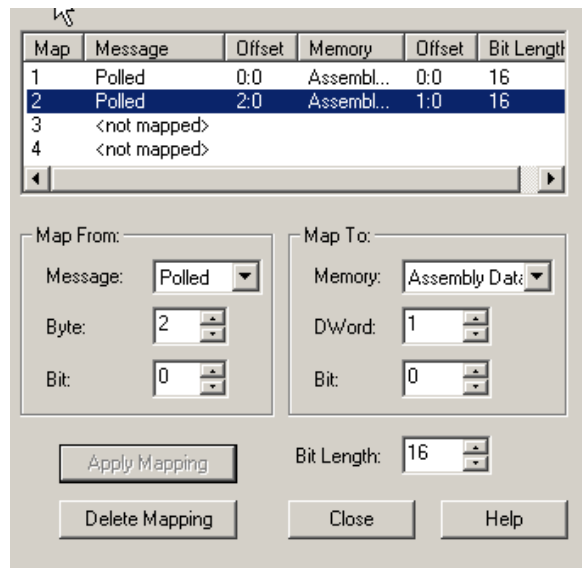 Map Message Offset Memory Offset Bit Length
1 Polled 0:0 Assembl... 0:0 16
2 Polled 2:0 Assembl... 1:0 16
3 <not mapped>
4 <not mapped>
Map From:
Message: Polled
Byte: 2
Bit: 0
Map To:
Memory: Assembly Data
DWord: 1
Bit: 0
Apply Mapping
Bit Length: 16
Delete Mapping
Close
Help